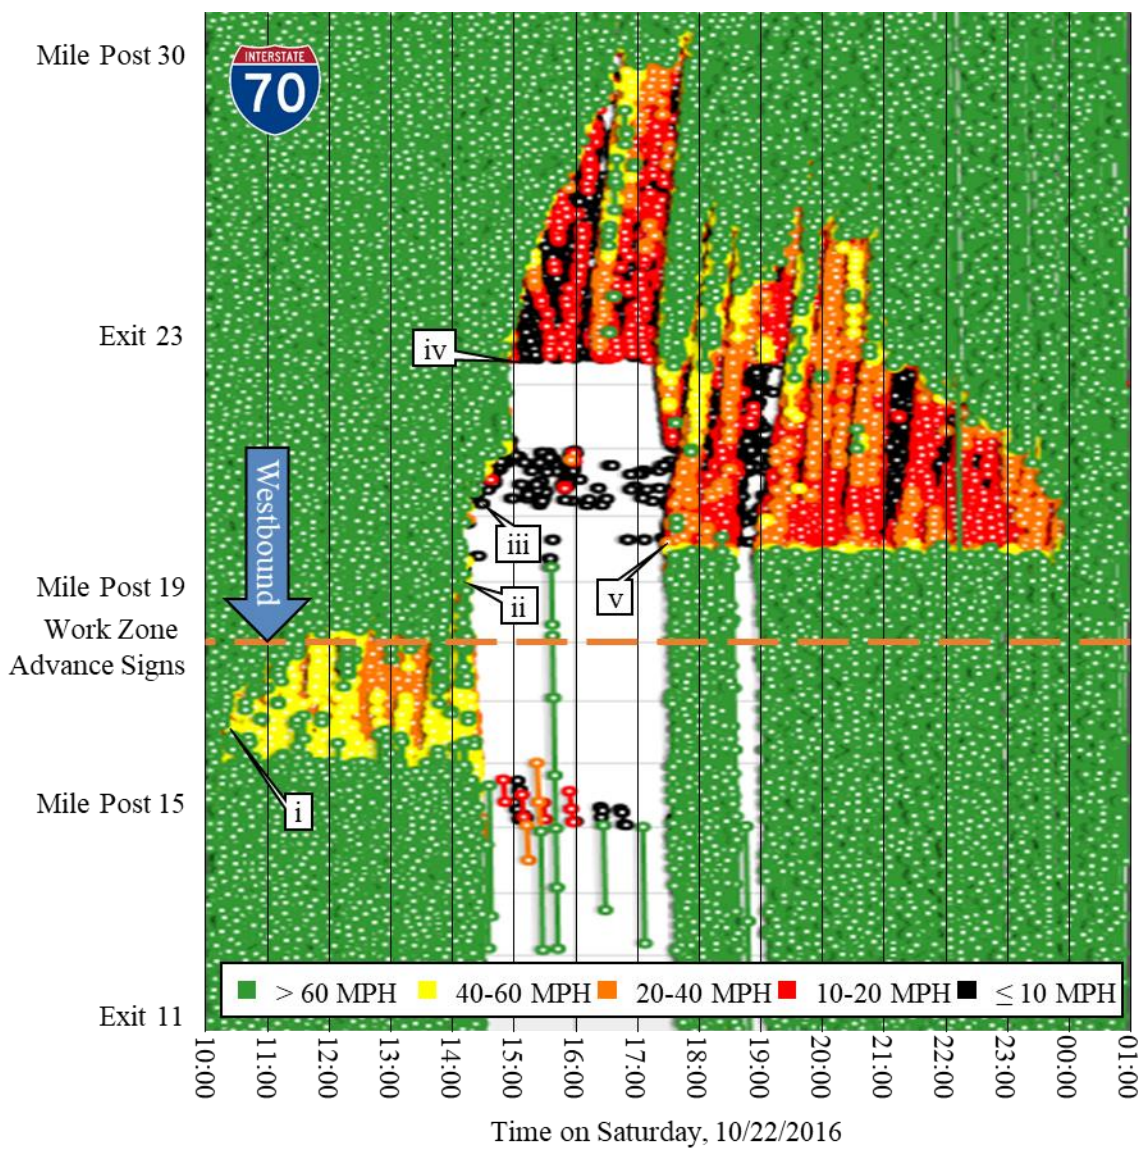 Mile Post 30
INTERSTATE
70
Exit 23
iv
Westbound
iii
Mile Post 19
ii
v
Work Zone
Advance Signs
Mile Post 15
i
> 60 MPH 40-60 MPH 20-40 MPH 10-20 MPH ≤ 10 MPH
Exit 11
10:00 11:00 12:00 13:00 14:00 15:00 16:00 17:00 18:00 19:00 20:00 21:00 22:00 23:00 00:00 01:00
Time on Saturday, 10/22/2016